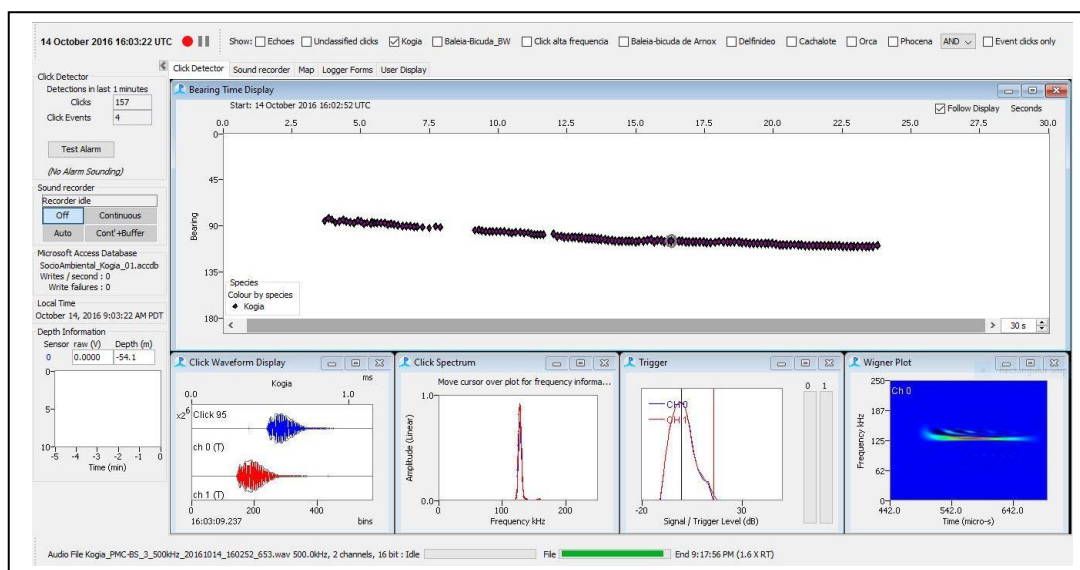 14 October 2016 16:03:22 UTC
Show: Echoes Unclassified clicks Kogia Baleia-Bicuda_BW Click alta frequencia Baleia-bicuda de Arnox Delfinideo Cachalote Orca Phocena AND Event clicks only
Click Detector Sound recorder Map Logger Forms User Display
Click Detector
Detections in last 1 minutes
Clicks 157
Click Events 4
Test Alarm
(No Alarm Sounding)
Sound recorder
Recorder idle
Off Continuous
Auto Cont'+Buffer
Microsoft Access Database
SocioAmbiental_Kogia_01.accdb
Writes / second : 0
Write failures : 0
Local Time
October 14, 2016 9:03:22 AM PDT
Depth Information
Sensor raw (V) Depth (m)
0 0.0000 -54.1
0
10
-5 -4 -3 -2 -1 0
Time (min)
Bearing Time Display
Start: 14 October 2016 16:02:52 UTC
Follow Display Seconds
0.0 2.5 5.0 7.5 10.0 12.5 15.0 17.5 20.0 22.5 25.0 27.5 30.0
0
45
90
135
180
Bearing
Species
Colour by species
Kogia
30 s
Click Waveform Display
Kogia ms
0.0 1.0
x2^6 Click 95
ch 0 (T)
ch 1 (T)
0 200 400
16:03:09.237 bins
Click Spectrum
Move cursor over plot for frequency informa...
1.0
Amplitude (Linear)
0.0
0 100 200
Frequency kHz
Trigger
0 1
CH 0
CH 1
-20 30
Signal / Trigger Level (dB)
Wigner Plot
Ch 0
250
187
125
62
0
Frequency kHz
442.0 542.0 642.0
Time (micro-s)
Audio File Kogia_PMC-BS_3_500kHz_20161014_160252_653.wav 500.0kHz, 2 channels, 16 bit : Idle File End 9:17:56 PM (1.6 X RT)